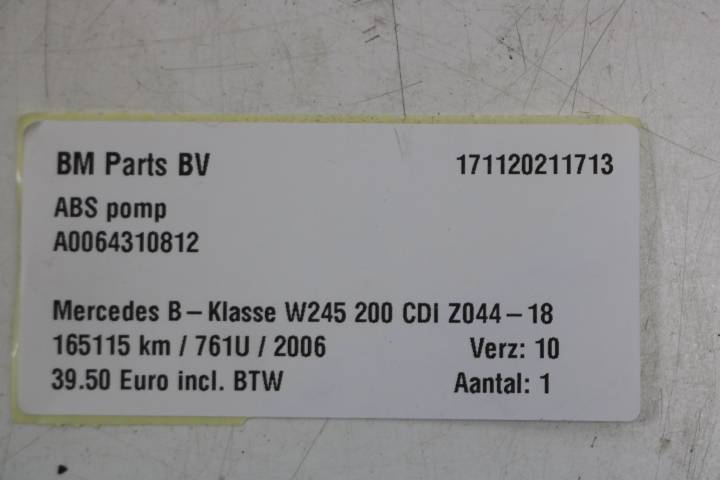 BM Parts BV 171120211713
ABS pomp
A0064310812
Mercedes B-Klasse W245 200 CDI Z044-18
165115 km / 761U / 2006 Verz: 10
39.50 Euro incl. BTW Aantal: 1